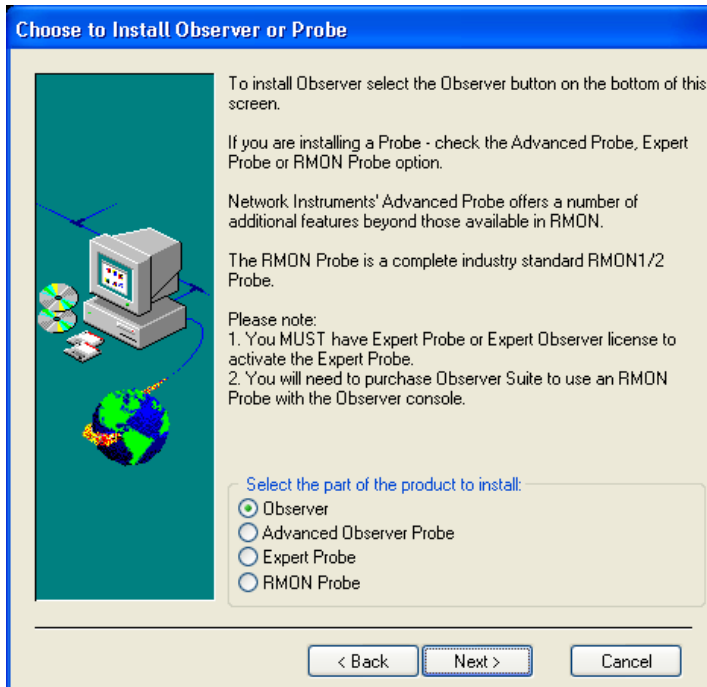 Choose to Install Observer or Probe
To install Observer select the Observer button on the bottom of this
screen.
If you are installing a Probe - check the Advanced Probe, Expert
Probe or RMON Probe option.
Network Instruments' Advanced Probe offers a number of
additional features beyond those available in RMON.
The RMON Probe is a complete industry standard RMON1/2
Probe.
Please note:
1. You MUST have Expert Probe or Expert Observer license to
activate the Expert Probe.
2. You will need to purchase Observer Suite to use an RMON
Probe with the Observer console.
Select the part of the product to install:
Observer
Advanced Observer Probe
Expert Probe
RMON Probe
< Back Next > Cancel